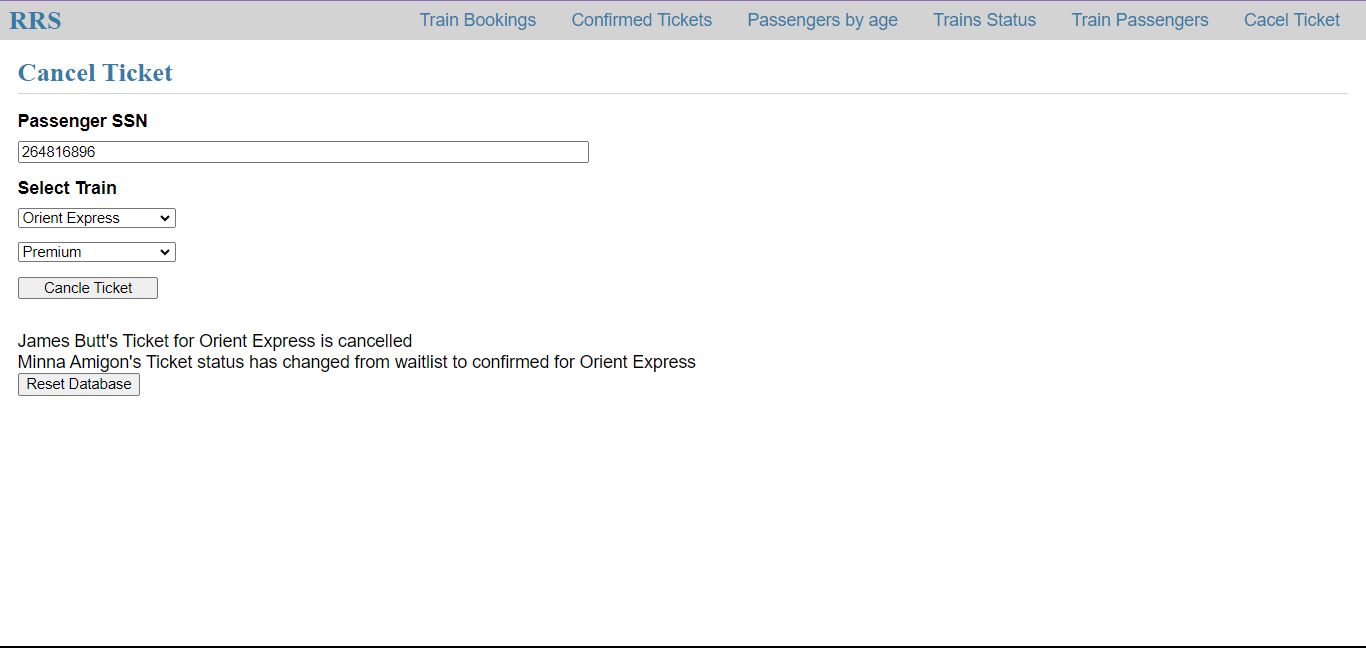 RRS Train Bookings Confirmed Tickets Passengers by age Trains Status Train Passengers Cacel Ticket
Cancel Ticket
Passenger SSN
264816896
Select Train
Orient Express
Premium
Cancle Ticket
James Butt's Ticket for Orient Express is cancelled
Minna Amigon's Ticket status has changed from waitlist to confirmed for Orient Express
Reset Database